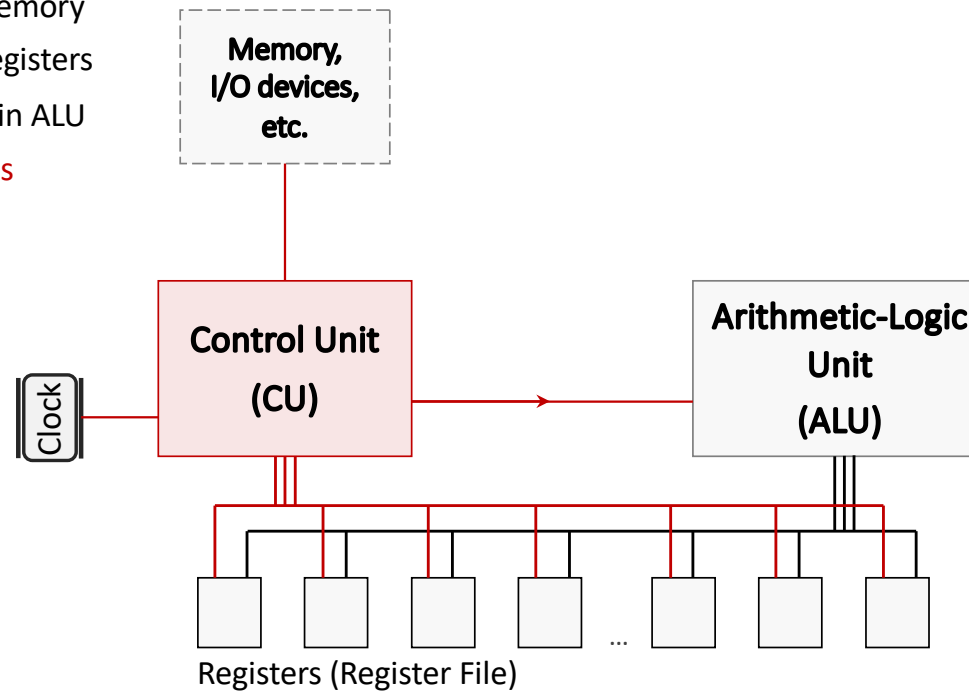 emory
egisters
in ALU
s
Memory,
I/O devices,
etc.
Control Unit
(CU)
Arithmetic-Logic
Unit
(ALU)
Clock
...
Registers (Register File)